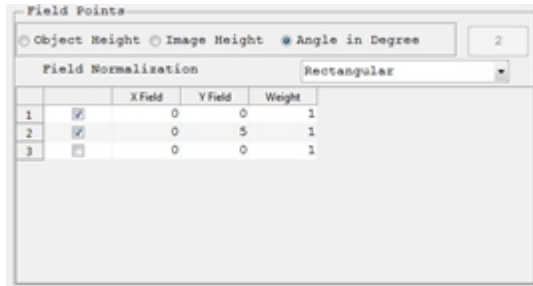 Field Points
Object Height Image Height Angle in Degree 2
Field Normalization Rectangular
X Field Y Field Weight
1 0 0 1
2 0 5 1
3 0 0 1